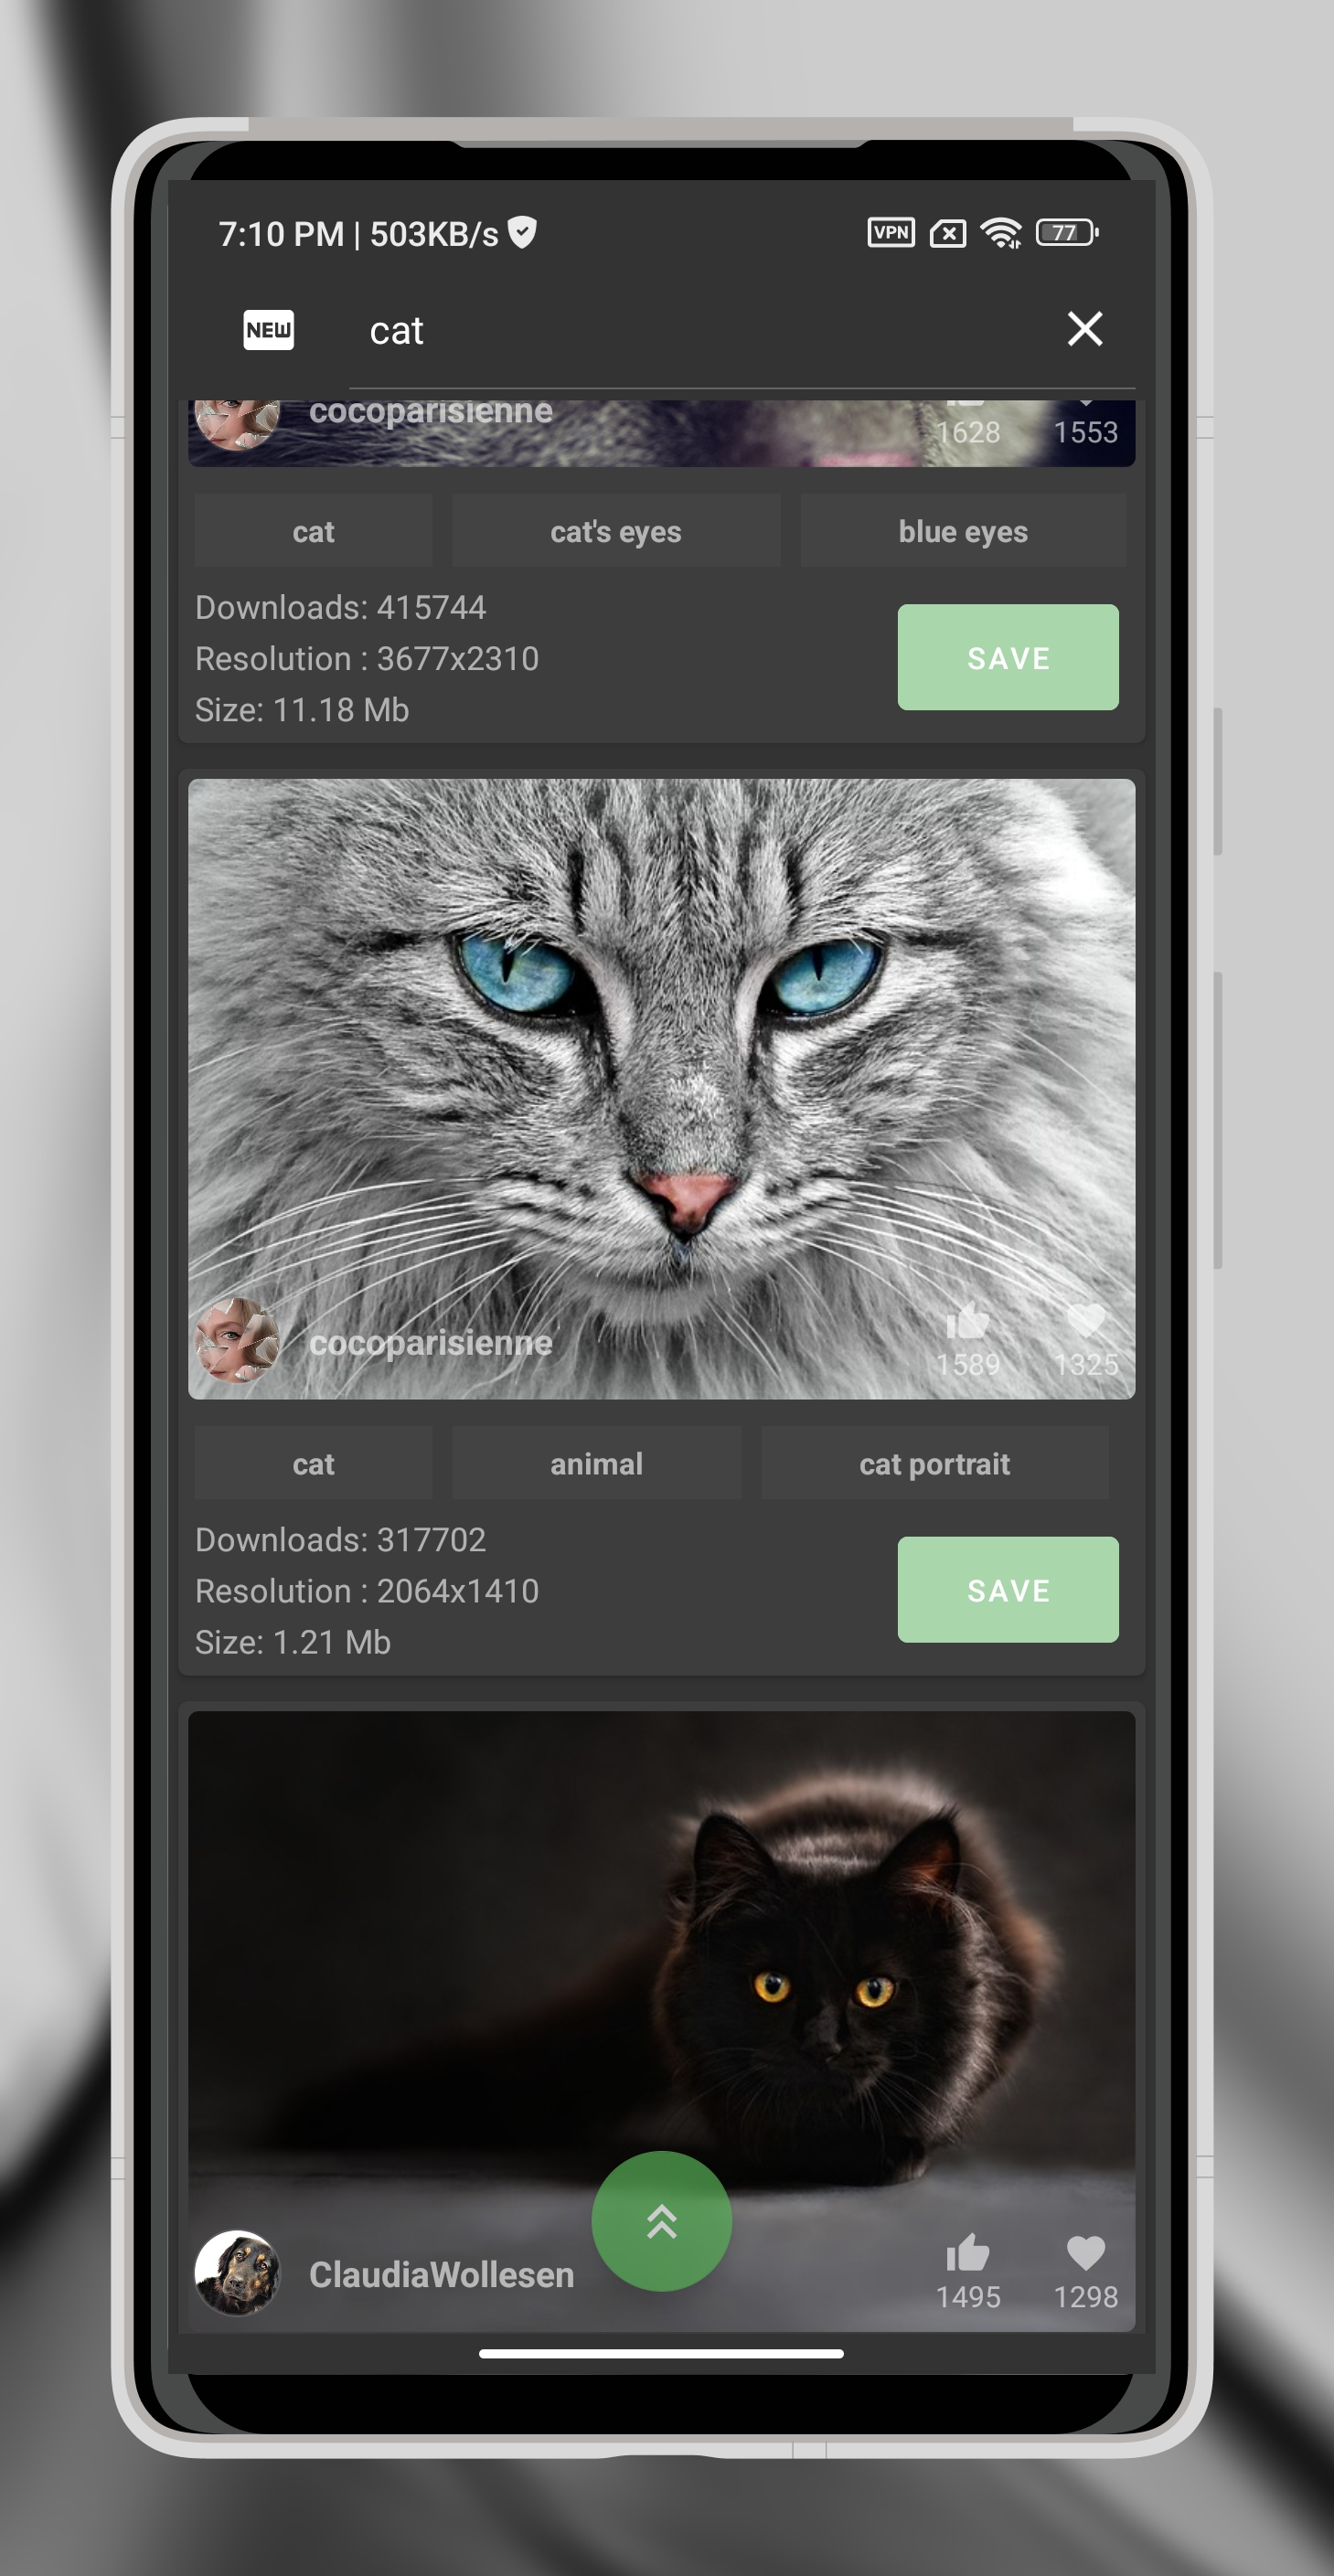 7:10 PM | 503KB/s VPN 77
NEW cat
cocoparisienne 1628 1553
cat cat's eyes blue eyes
Downloads: 415744
Resolution : 3677x2310
SAVE
Size: 11.18 Mb
cocoparisienne 1589 1325
cat animal cat portrait
Downloads: 317702
Resolution : 2064x1410
SAVE
Size: 1.21 Mb
ClaudiaWollesen 1495 1298